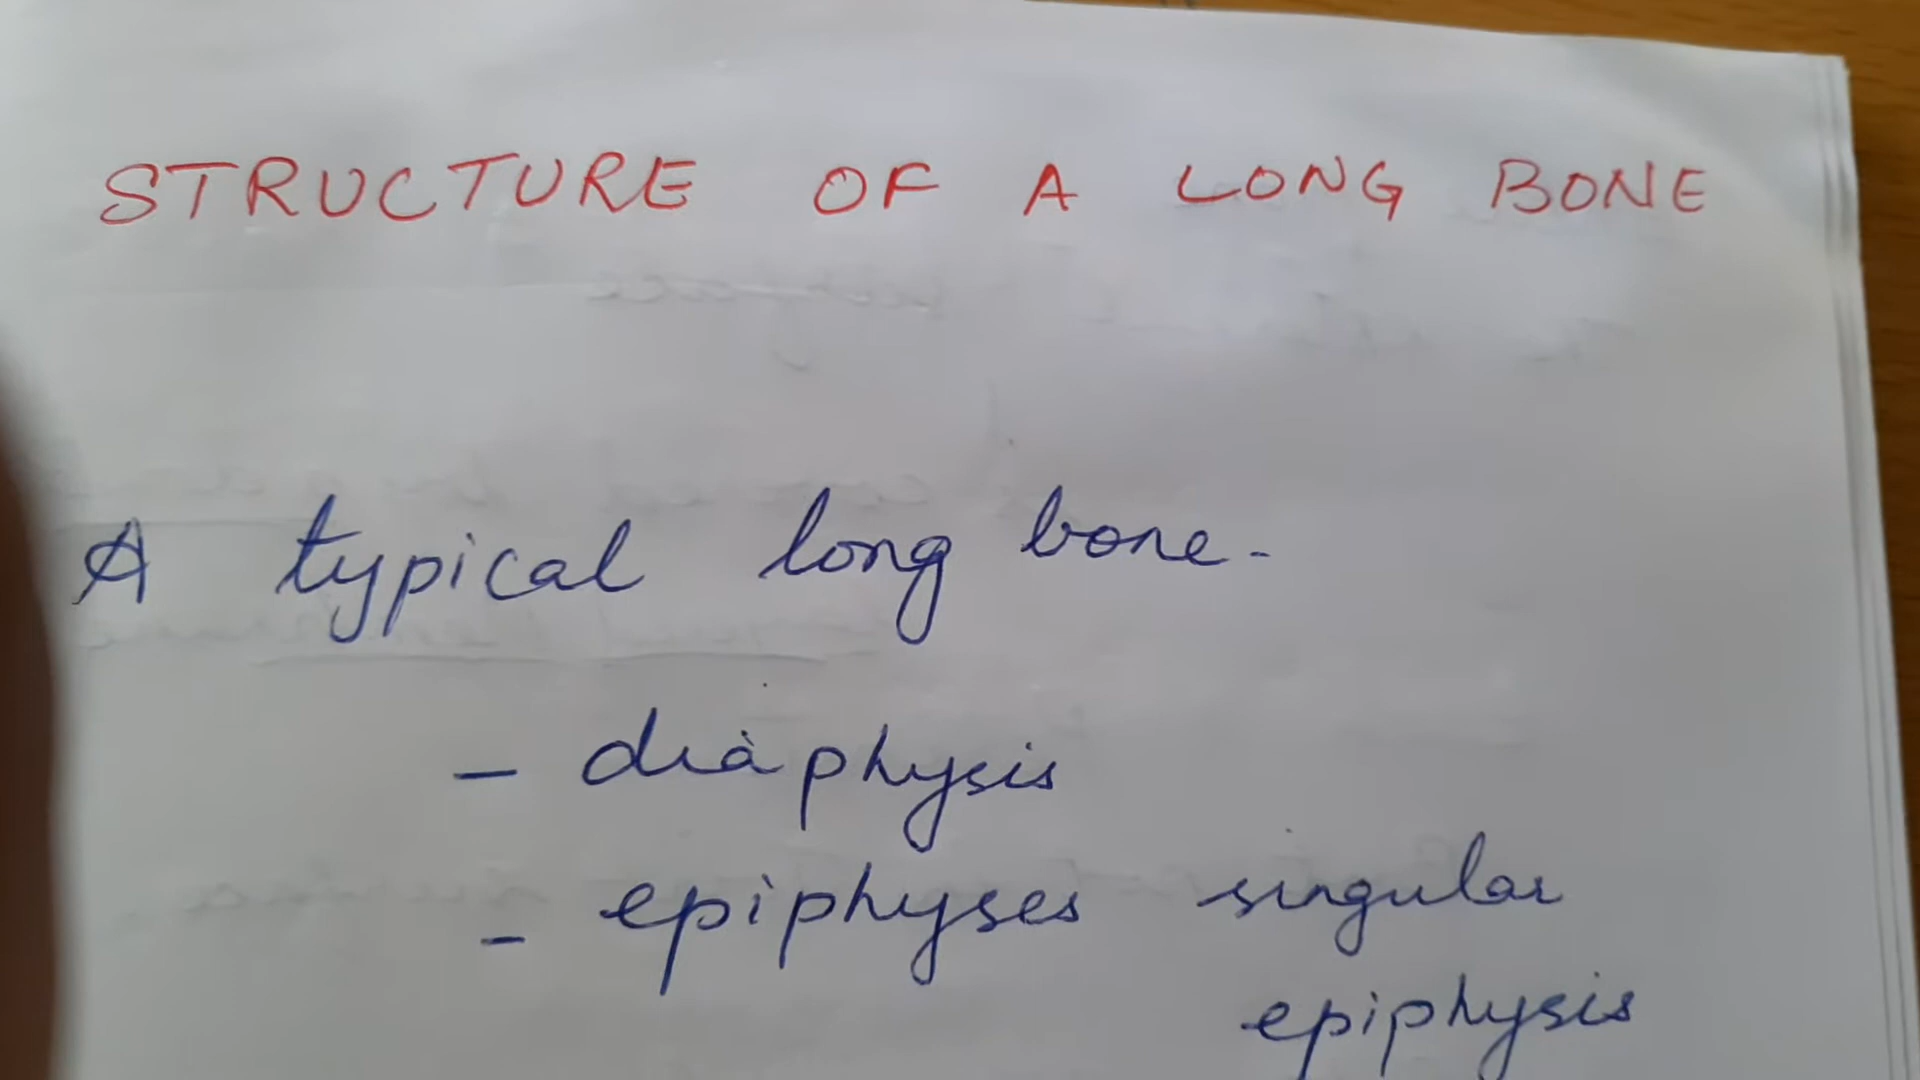 STRUCTURE OF A LONG BONE
A typical long bone-
- diaphysis
- epiphyses singular
epiphysis